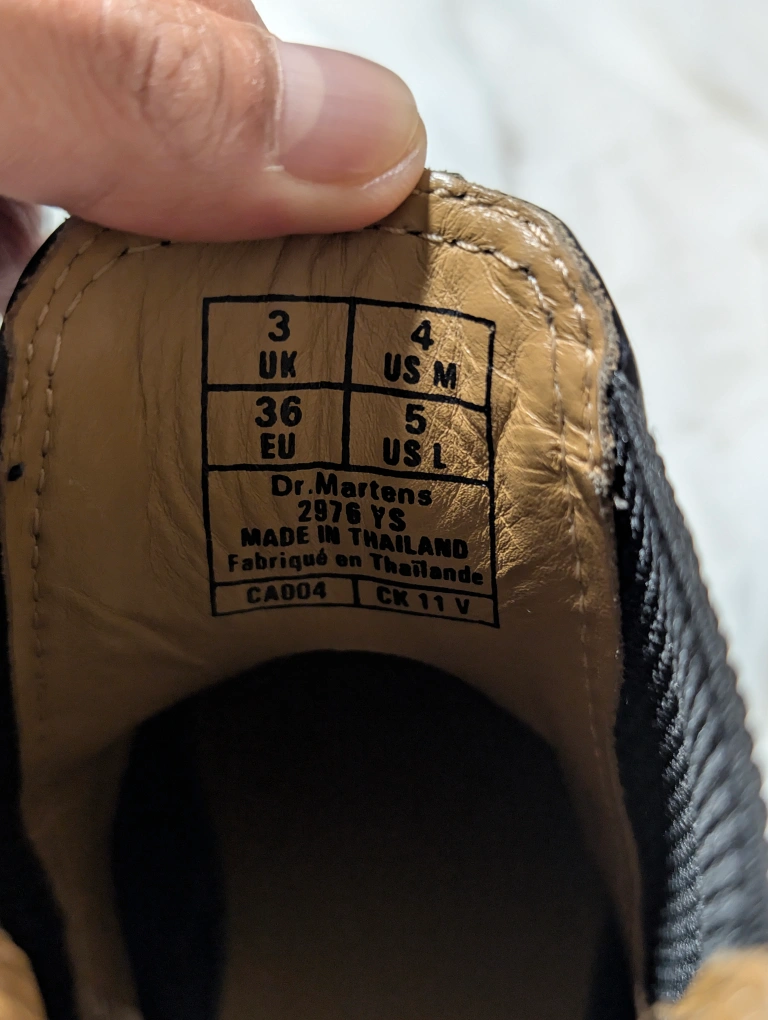 3
UK
4
US M
36
EU
5
US L
Dr.Martens
2976 YS
MADE IN THAILAND
Fabriqué en Thaïlande
CA004
CK 11 V